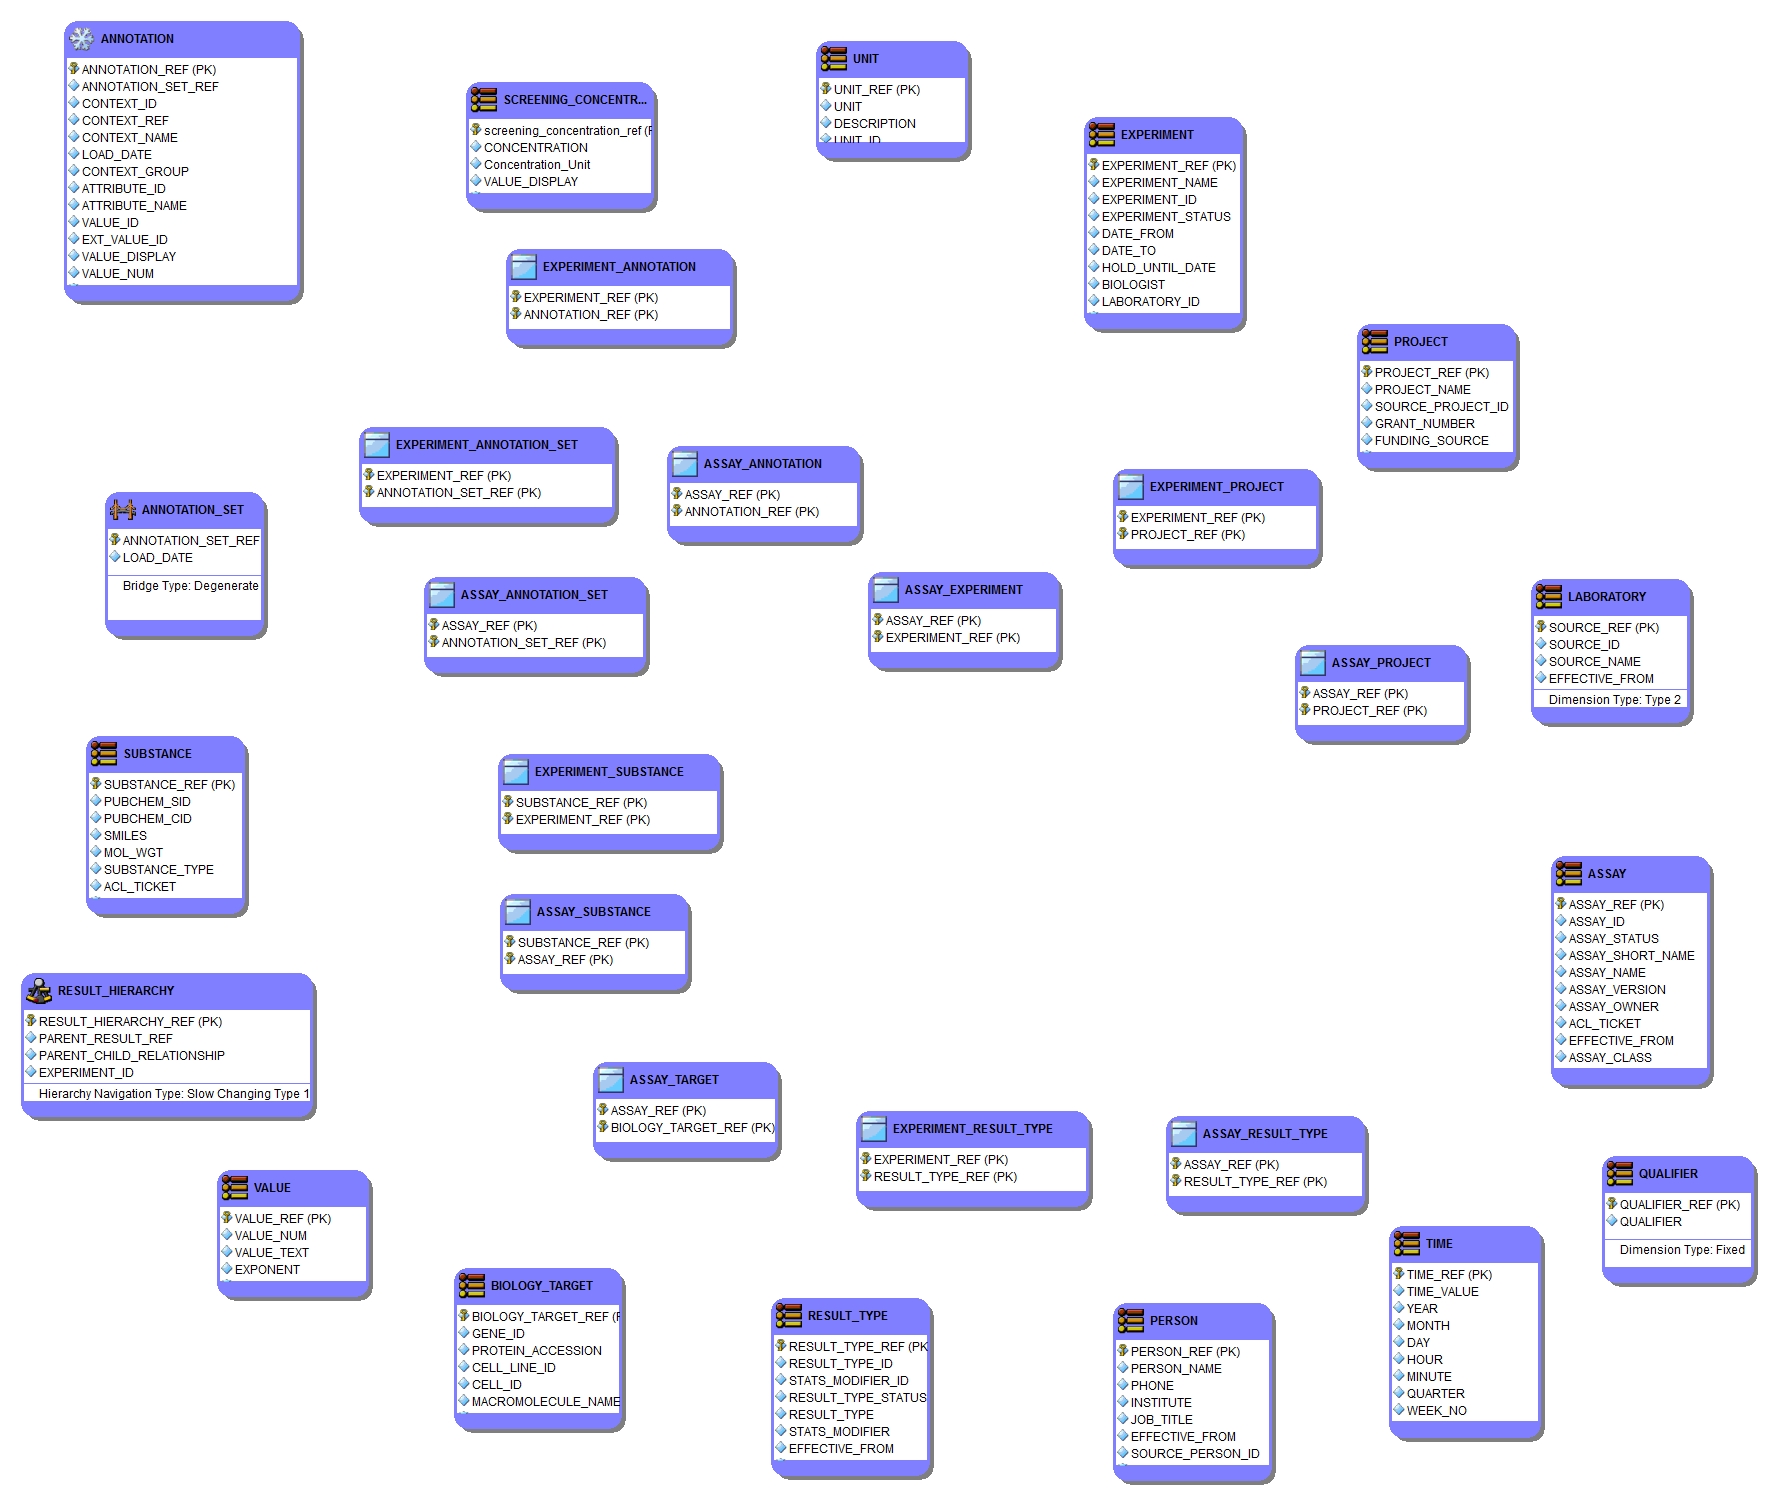 ANNOTATION
ANNOTATION_REF (PK)
ANNOTATION_SET_REF
CONTEXT_ID
CONTEXT_REF
CONTEXT_NAME
LOAD_DATE
CONTEXT_GROUP
ATTRIBUTE_ID
ATTRIBUTE_NAME
VALUE_ID
EXT_VALUE_ID
VALUE_DISPLAY
VALUE_NUM
SCREENING_CONCENTR...
screening_concentration_ref (P
CONCENTRATION
Concentration_Unit
VALUE_DISPLAY
UNIT
UNIT_REF (PK)
UNIT
DESCRIPTION
UNIT_ID
EXPERIMENT
EXPERIMENT_REF (PK)
EXPERIMENT_NAME
EXPERIMENT_ID
EXPERIMENT_STATUS
DATE_FROM
DATE_TO
HOLD_UNTIL_DATE
BIOLOGIST
LABORATORY_ID
EXPERIMENT_ANNOTATION
EXPERIMENT_REF (PK)
ANNOTATION_REF (PK)
PROJECT
PROJECT_REF (PK)
PROJECT_NAME
SOURCE_PROJECT_ID
GRANT_NUMBER
FUNDING_SOURCE
EXPERIMENT_ANNOTATION_SET
EXPERIMENT_REF (PK)
ANNOTATION_SET_REF (PK)
ASSAY_ANNOTATION
ASSAY_REF (PK)
ANNOTATION_REF (PK)
EXPERIMENT_PROJECT
EXPERIMENT_REF (PK)
PROJECT_REF (PK)
ANNOTATION_SET
ANNOTATION_SET_REF
LOAD_DATE
Bridge Type: Degenerate
ASSAY_ANNOTATION_SET
ASSAY_REF (PK)
ANNOTATION_SET_REF (PK)
ASSAY_EXPERIMENT
ASSAY_REF (PK)
EXPERIMENT_REF (PK)
LABORATORY
SOURCE_REF (PK)
SOURCE_ID
SOURCE_NAME
EFFECTIVE_FROM
Dimension Type: Type 2
ASSAY_PROJECT
ASSAY_REF (PK)
PROJECT_REF (PK)
SUBSTANCE
SUBSTANCE_REF (PK)
PUBCHEM_SID
PUBCHEM_CID
SMILES
MOL_WGT
SUBSTANCE_TYPE
ACL_TICKET
EXPERIMENT_SUBSTANCE
SUBSTANCE_REF (PK)
EXPERIMENT_REF (PK)
ASSAY_SUBSTANCE
SUBSTANCE_REF (PK)
ASSAY_REF (PK)
ASSAY
ASSAY_REF (PK)
ASSAY_ID
ASSAY_STATUS
ASSAY_SHORT_NAME
ASSAY_NAME
ASSAY_VERSION
ASSAY_OWNER
ACL_TICKET
EFFECTIVE_FROM
ASSAY_CLASS
RESULT_HIERARCHY
RESULT_HIERARCHY_REF (PK)
PARENT_RESULT_REF
PARENT_CHILD_RELATIONSHIP
EXPERIMENT_ID
Hierarchy Navigation Type: Slow Changing Type 1
ASSAY_TARGET
ASSAY_REF (PK)
BIOLOGY_TARGET_REF (PK)
EXPERIMENT_RESULT_TYPE
EXPERIMENT_REF (PK)
RESULT_TYPE_REF (PK)
ASSAY_RESULT_TYPE
ASSAY_REF (PK)
RESULT_TYPE_REF (PK)
QUALIFIER
QUALIFIER_REF (PK)
QUALIFIER
Dimension Type: Fixed
VALUE
VALUE_REF (PK)
VALUE_NUM
VALUE_TEXT
EXPONENT
TIME
TIME_REF (PK)
TIME_VALUE
YEAR
MONTH
DAY
HOUR
MINUTE
QUARTER
WEEK_NO
BIOLOGY_TARGET
BIOLOGY_TARGET_REF (P
GENE_ID
PROTEIN_ACCESSION
CELL_LINE_ID
CELL_ID
MACROMOLECULE_NAME
RESULT_TYPE
RESULT_TYPE_REF (PK
RESULT_TYPE_ID
STATS_MODIFIER_ID
RESULT_TYPE_STATUS
RESULT_TYPE
STATS_MODIFIER
EFFECTIVE_FROM
PERSON
PERSON_REF (PK)
PERSON_NAME
PHONE
INSTITUTE
JOB_TITLE
EFFECTIVE_FROM
SOURCE_PERSON_ID